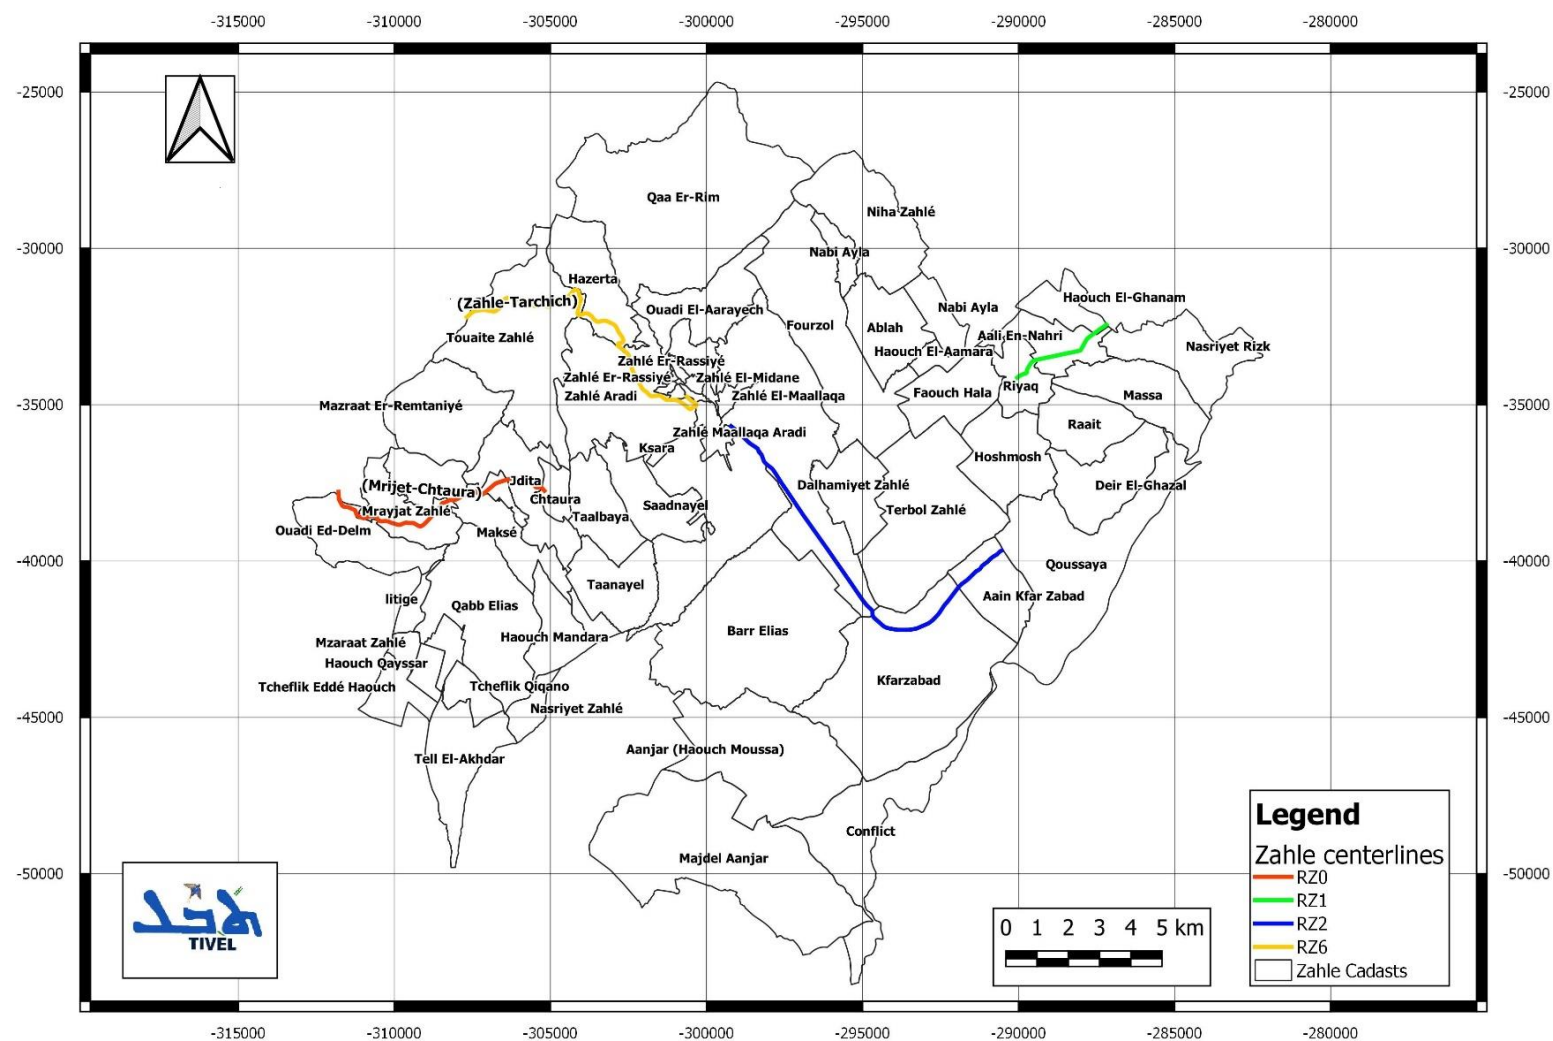 -315000 -310000 -305000 -300000 -295000 -290000 -285000 -280000
-25000 -25000
Qaa Er-Rim
Niha Zahlé
-30000 -30000
Nabi Ayla
Hazerta
(Zahle-Tarchich)
Haouch El-Ghanam
Ouadi El-Aarayech
Nabi Ayla
Fourzol
Ablah
Touaite Zahlé
Aali En-Nahri
Nasriyet Rizk
Haouch El-Aamara
Zahlé Er-Rassiyé
Zahlé Er-Rassiyé
Zahlé El-Midane
Riyaq
Faouch Hala
Massa
Zahlé Aradi
Zahlé El-Maallaqa
-35000 -35000
Mazraat Er-Remtaniyé
Raait
Zahlé Maallaqa Aradi
Ksara
Hoshmosh
Jdita
Dalhamiyet Zahlé
Deir El-Ghazal
(Mrijet-Chtaura)
Chtaura
Saadnayel
Terbol Zahlé
Mrayjat Zahlé
Taalbaya
Ouadi Ed-Delm
Maksé
-40000 -40000
Qoussaya
Taanayel
Aain Kfar Zabad
litige
Qabb Elias
Barr Elias
Haouch Mandara
Mzaraat Zahlé
Haouch Qayssar
Kfarzabad
Tcheflik Eddé Haouch
Tcheflik Qiqano
Nasriyet Zahlé
-45000 -45000
Aanjar (Haouch Moussa)
Tell El-Akhdar
Conflict
Majdel Aanjar
-50000 -50000
Legend
Zahle centerlines
RZ0
RZ1
RZ2
RZ6
Zahle Cadasts
0 1 2 3 4 5 km
TIVEL
-315000 -310000 -305000 -300000 -295000 -290000 -285000 -280000